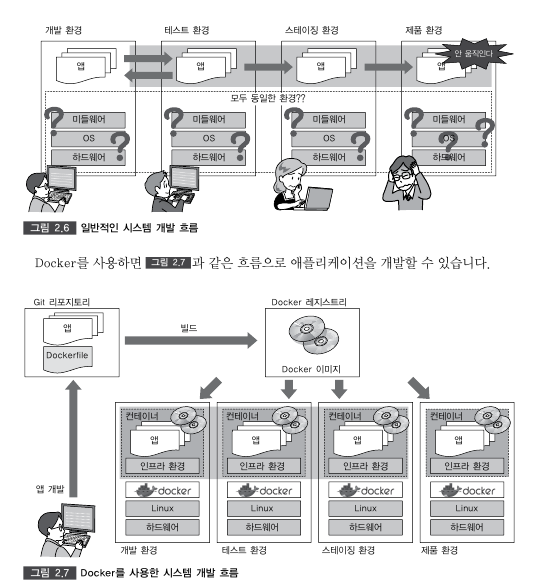 개발 환경 테스트 환경 스테이징 환경 제품 환경
앱 앱 앱 앱 안 움직인다
모두 동일한 환경??
? 미들웨어 ? 미들웨어 ? 미들웨어 ? 미들웨어
OS ? OS ? OS ? OS ?
하드웨어 하드웨어 하드웨어 하드웨어
그림 2.6 일반적인 시스템 개발 흐름
Docker를 사용하면 그림 2.7 과 같은 흐름으로 애플리케이션을 개발할 수 있습니다.
Git 리포지토리 Docker 레지스트리
앱 빌드
Dockerfile
Docker 이미지
컨테이너 컨테이너 컨테이너 컨테이너
앱 앱 앱 앱
인프라 환경 인프라 환경 인프라 환경 인프라 환경
앱 개발 docker docker docker docker
Linux Linux Linux Linux
하드웨어 하드웨어 하드웨어 하드웨어
개발 환경 테스트 환경 스테이징 환경 제품 환경
그림 2.7 Docker를 사용한 시스템 개발 흐름